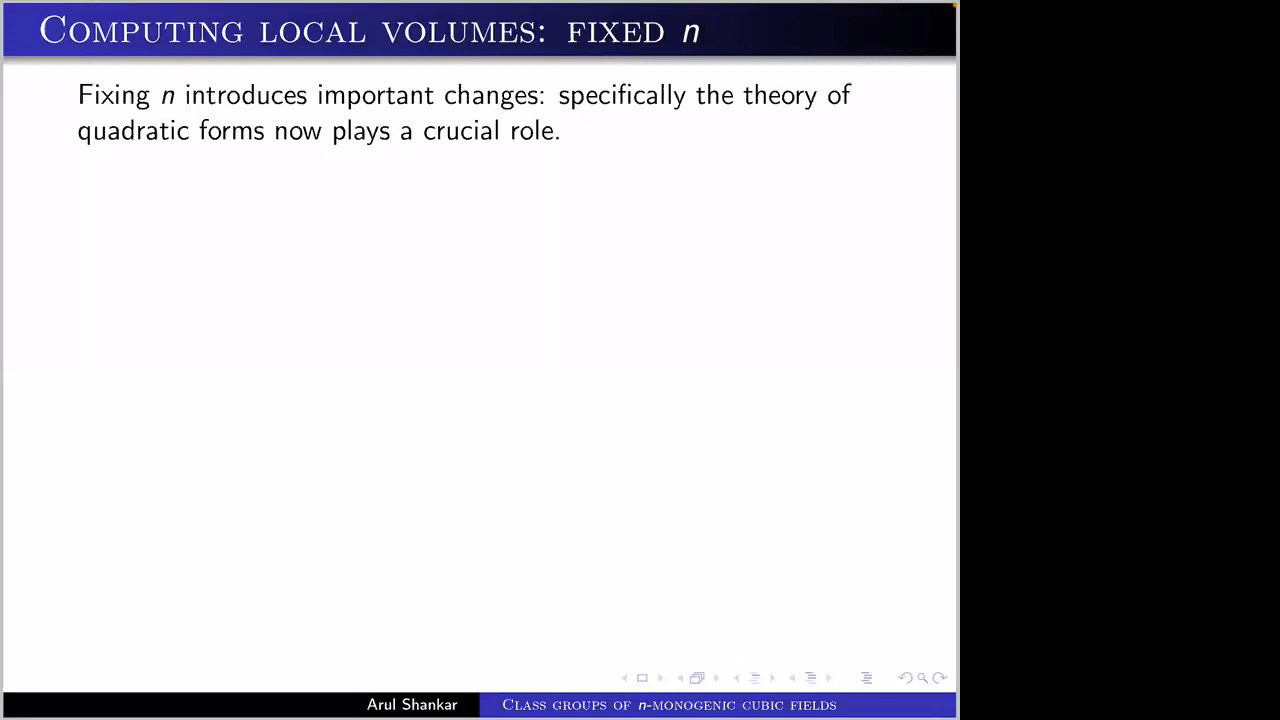 Computing local volumes: fixed n
Fixing n introduces important changes: specifically the theory of
quadratic forms now plays a crucial role.
Arul Shankar
Class groups of n-monogenic cubic fields